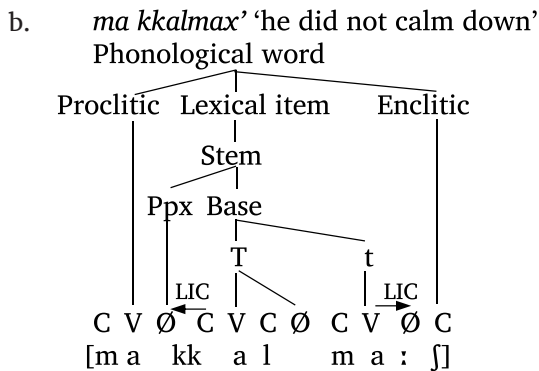 b. ma kkalmax’ ‘he did not calm down’
Phonological word
Proclitic Lexical item Enclitic
Stem
Ppx Base
T t
LIC LIC
C V Ø C V C Ø C V Ø C
[m a kk a l m a ː ʃ]